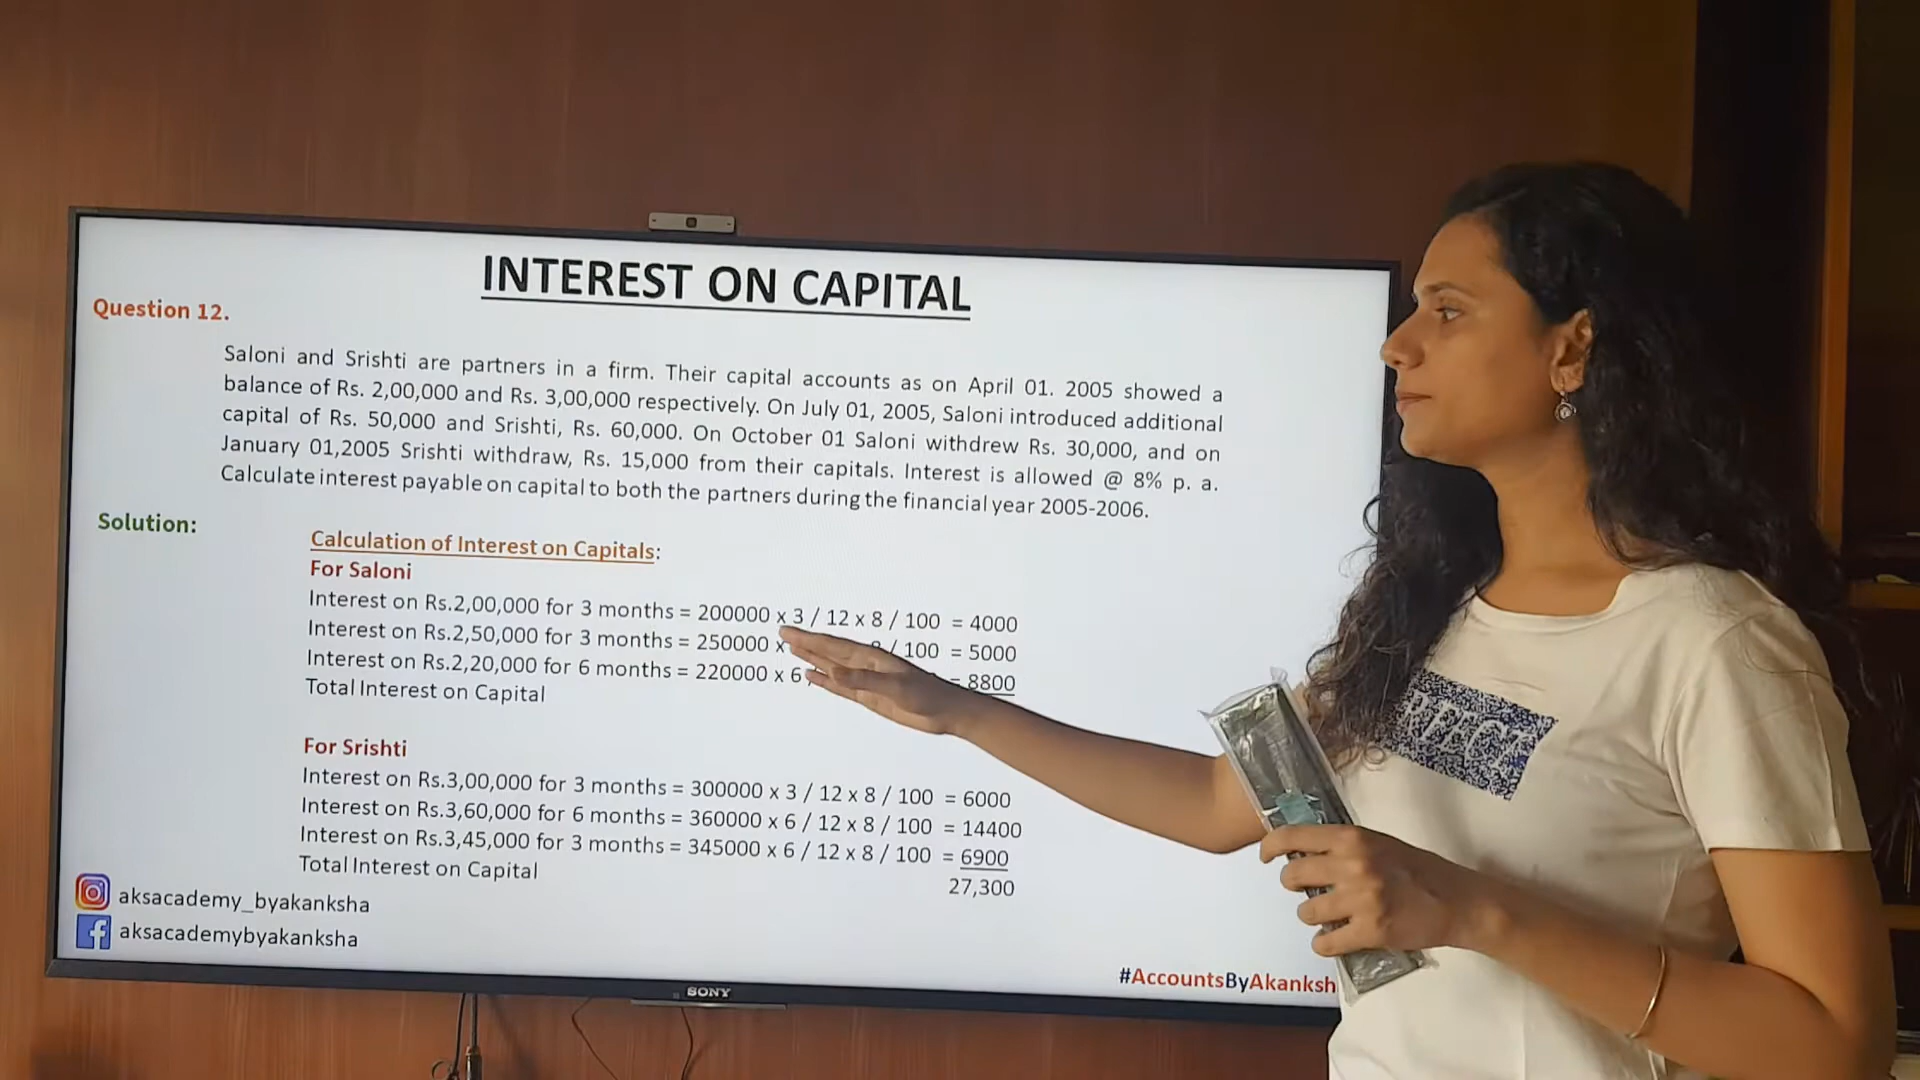 INTEREST ON CAPITAL
Question 12.
Saloni and Srishti are partners in a firm. Their capital accounts as on April 01. 2005 showed a
balance of Rs. 2,00,000 and Rs. 3,00,000 respectively. On July 01, 2005, Saloni introduced additional
capital of Rs. 50,000 and Srishti, Rs. 60,000. On October 01 Saloni withdrew Rs. 30,000, and on
January 01,2005 Srishti withdraw, Rs. 15,000 from their capitals. Interest is allowed @ 8% p. a.
Calculate interest payable on capital to both the partners during the financial year 2005-2006.
Solution:
Calculation of Interest on Capitals:
For Saloni
Interest on Rs.2,00,000 for 3 months = 200000 x 3 / 12 x 8 / 100 = 4000
Interest on Rs.2,50,000 for 3 months = 250000 x 8 / 100 = 5000
Interest on Rs.2,20,000 for 6 months = 220000 x 6 / = 8800
Total Interest on Capital
For Srishti
Interest on Rs.3,00,000 for 3 months = 300000 x 3 / 12 x 8 / 100 = 6000
Interest on Rs.3,60,000 for 6 months = 360000 x 6 / 12 x 8 / 100 = 14400
Interest on Rs.3,45,000 for 3 months = 345000 x 6 / 12 x 8 / 100 = 6900
Total Interest on Capital 27,300
aksacademy_byakanksha
aksacademybyakanksha
#AccountsByAkanksh
SONY